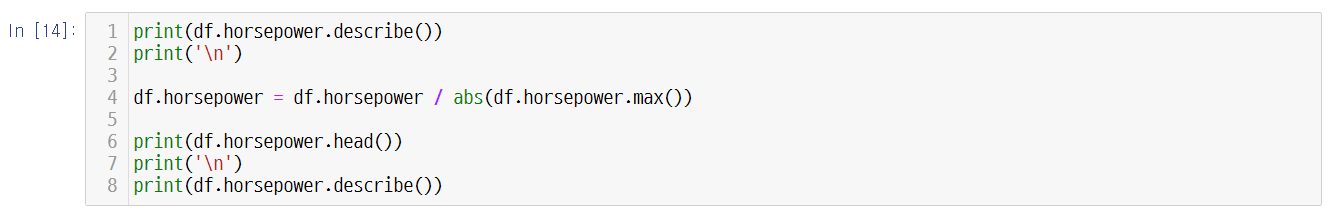 In [14]:
1 print(df.horsepower.describe())
2 print('\n')
3
4 df.horsepower = df.horsepower / abs(df.horsepower.max())
5
6 print(df.horsepower.head())
7 print('\n')
8 print(df.horsepower.describe())